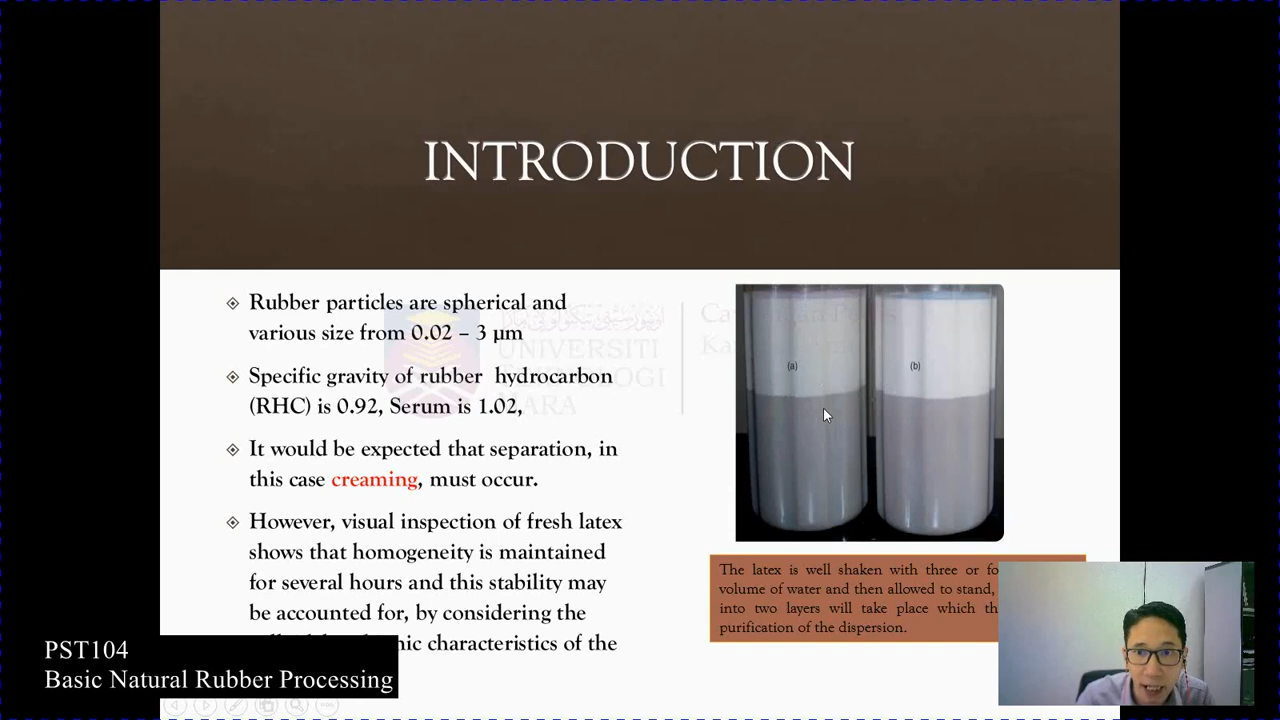 INTRODUCTION
Rubber particles are spherical and
various size from 0.02 – 3 µm
Specific gravity of rubber hydrocarbon
(RHC) is 0.92, Serum is 1.02,
It would be expected that separation, in
this case creaming, must occur.
However, visual inspection of fresh latex
shows that homogeneity is maintained
for several hours and this stability may
be accounted for, by considering the
characteristics of the
(a)
(b)
The latex is well shaken with three or
volume of water and then allowed to stand,
into two layers will take place which
purification of the dispersion.
UNIVERSITI
TEKNOLOGI
MARA
PST104
Basic Natural Rubber Processing